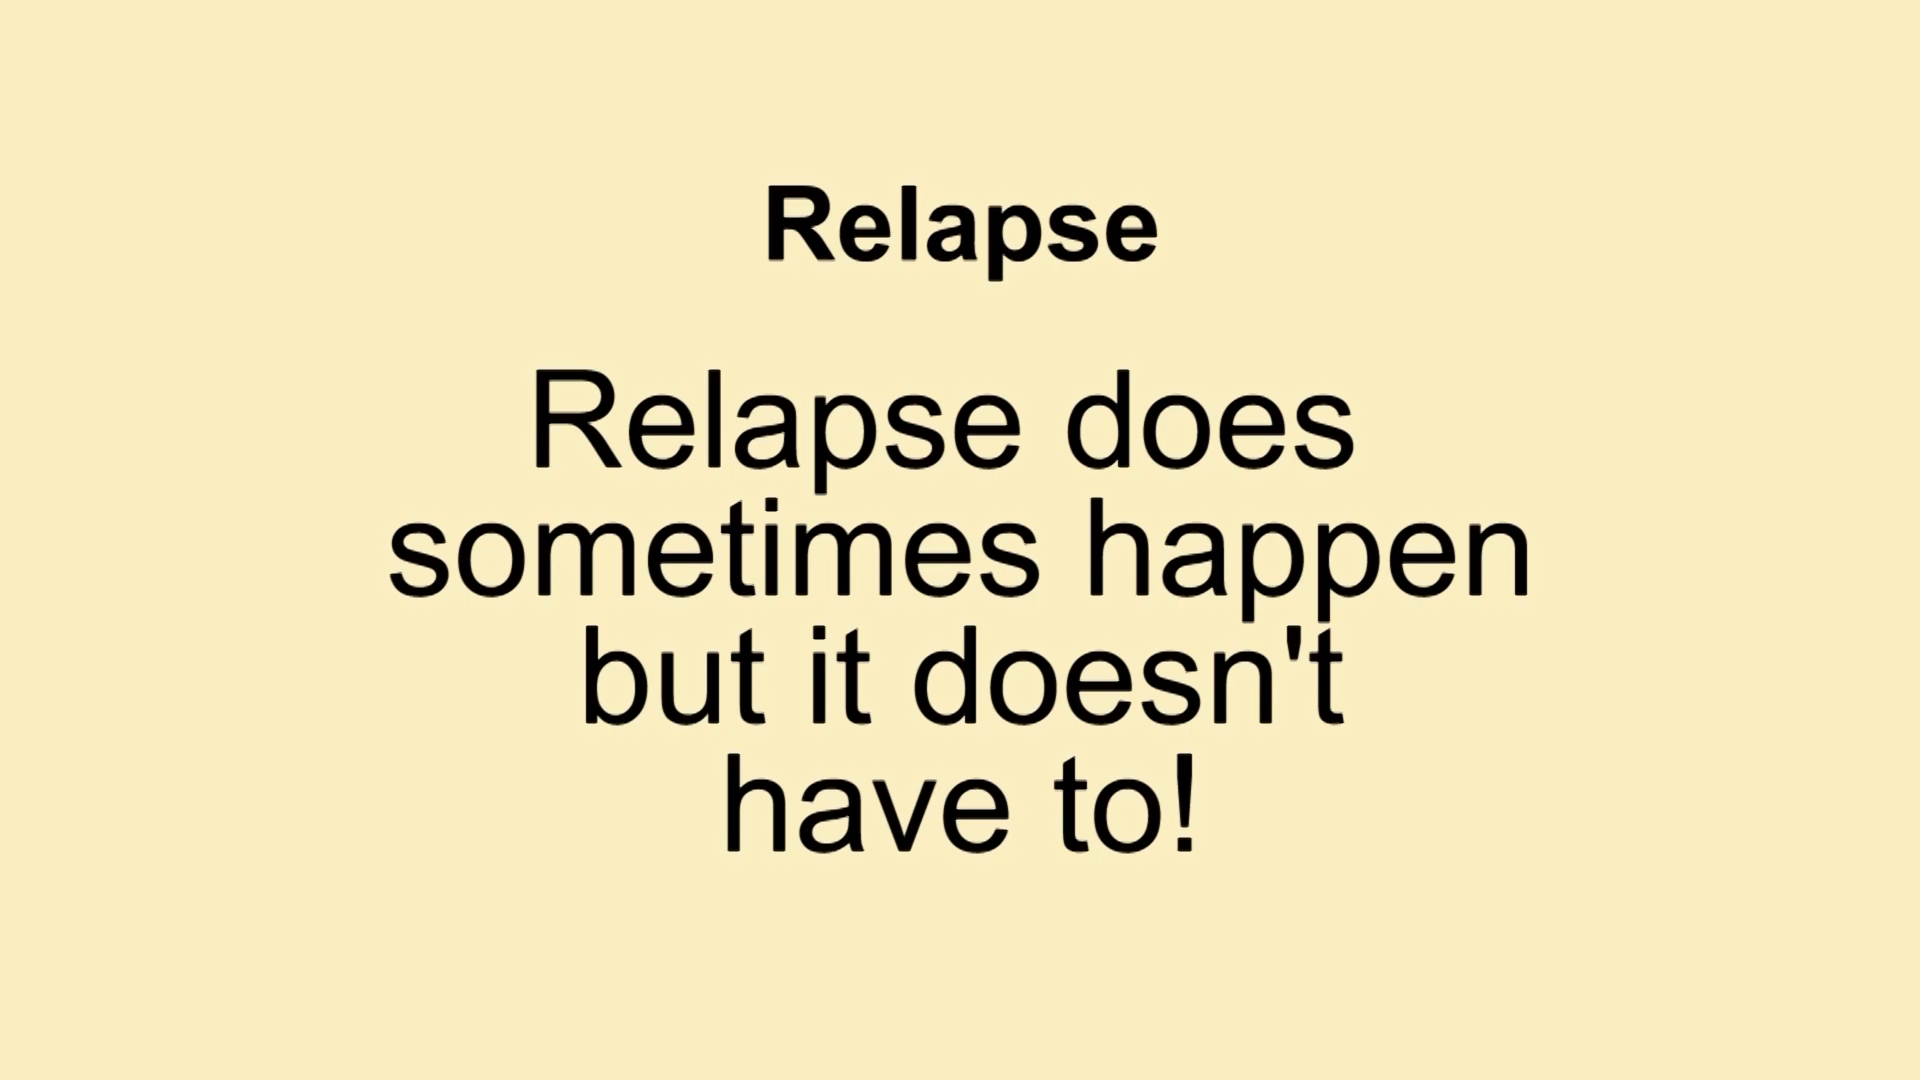 Relapse
Relapse does
sometimes happen
but it doesn't
have to!